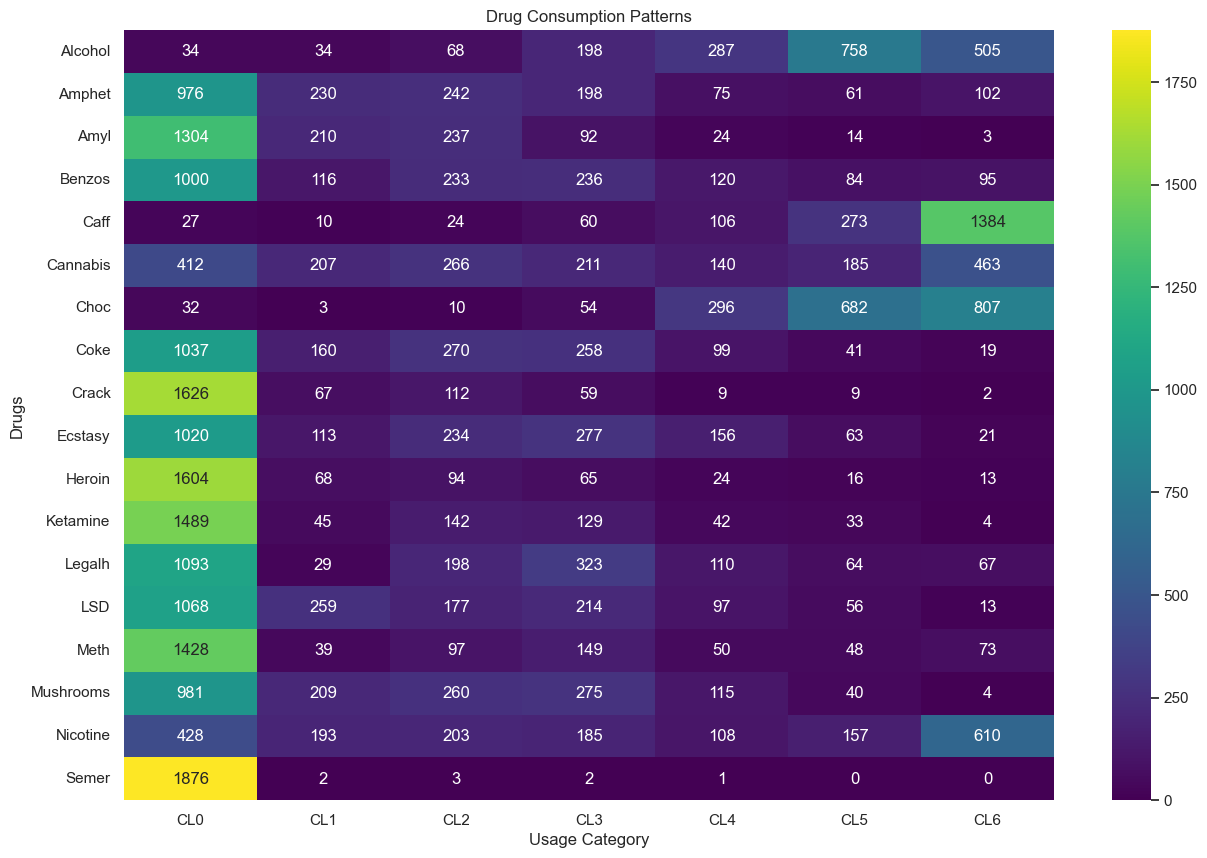 Drug Consumption Patterns
Alcohol 34 34 68 198 287 758 505
Amphet 976 230 242 198 75 61 102
Amyl 1304 210 237 92 24 14 3
Benzos 1000 116 233 236 120 84 95
Caff 27 10 24 60 106 273 1384
Cannabis 412 207 266 211 140 185 463
Choc 32 3 10 54 296 682 807
Coke 1037 160 270 258 99 41 19
Crack 1626 67 112 59 9 9 2
Ecstasy 1020 113 234 277 156 63 21
Heroin 1604 68 94 65 24 16 13
Ketamine 1489 45 142 129 42 33 4
Legalh 1093 29 198 323 110 64 67
LSD 1068 259 177 214 97 56 13
Meth 1428 39 97 149 50 48 73
Mushrooms 981 209 260 275 115 40 4
Nicotine 428 193 203 185 108 157 610
Semer 1876 2 3 2 1 0 0
CL0 CL1 CL2 CL3 CL4 CL5 CL6
Usage Category
Drugs
1750
1500
1250
1000
750
500
250
0